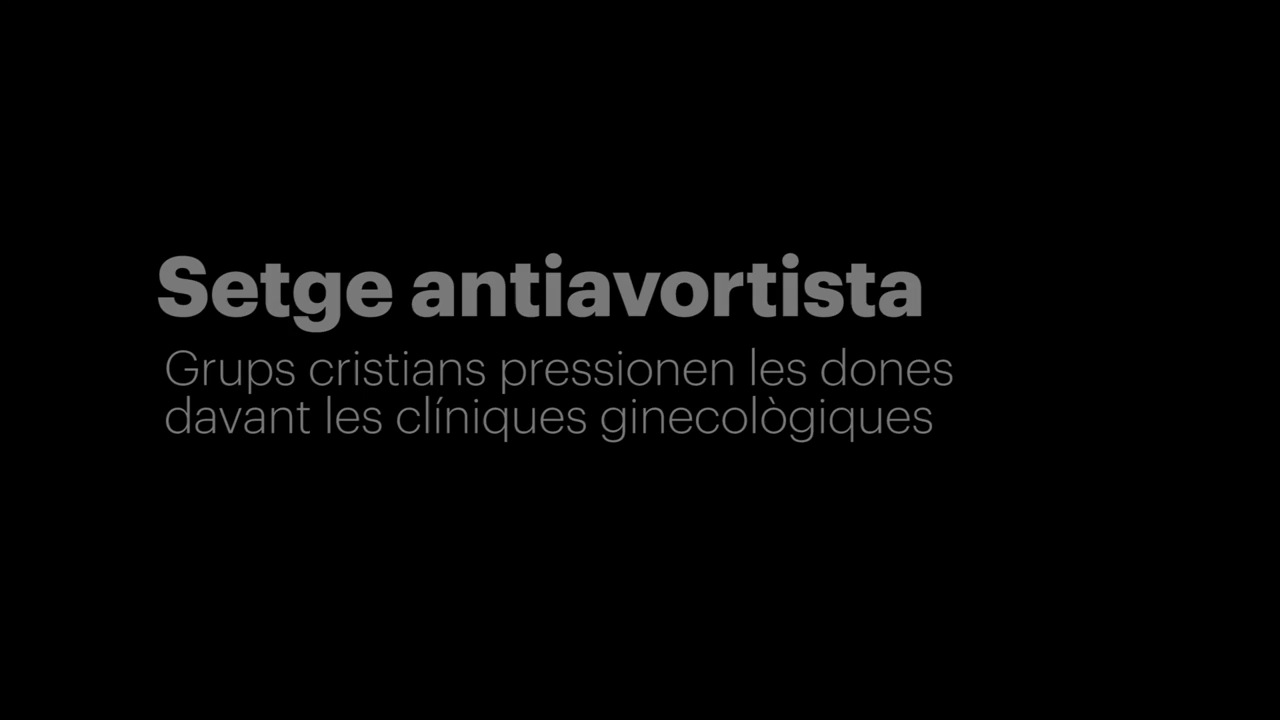 Setge antiavortista
Grups cristians pressionen les dones
davant les clíniques ginecològiques